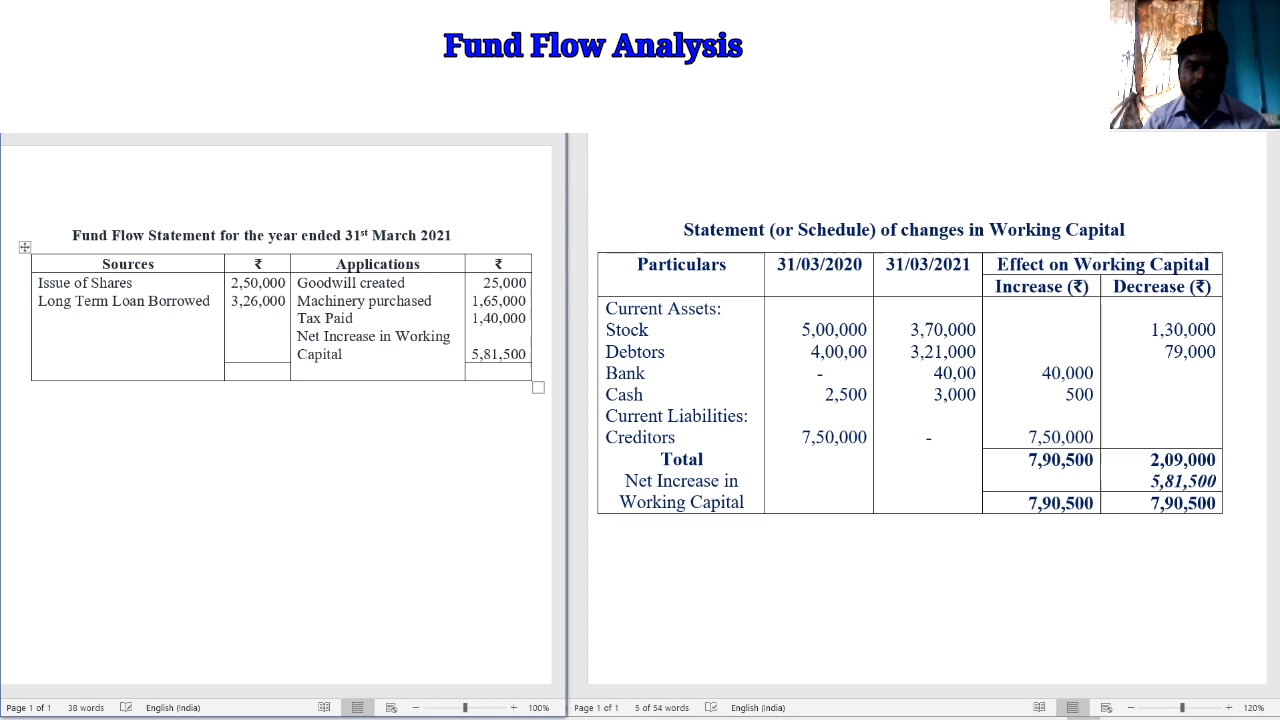 Fund Flow Analysis
Fund Flow Statement for the year ended 31st March 2021
Sources ₹ Applications ₹
Issue of Shares 2,50,000 Goodwill created 25,000
Long Term Loan Borrowed 3,26,000 Machinery purchased 1,65,000
Tax Paid 1,40,000
Net Increase in Working
Capital 5,81,500
Statement (or Schedule) of changes in Working Capital
Particulars 31/03/2020 31/03/2021 Effect on Working Capital
Increase (₹) Decrease (₹)
Current Assets:
Stock 5,00,000 3,70,000 1,30,000
Debtors 4,00,00 3,21,000 79,000
Bank - 40,00 40,000
Cash 2,500 3,000 500
Current Liabilities:
Creditors 7,50,000 - 7,50,000
Total 7,90,500 2,09,000
Net Increase in 5,81,500
Working Capital 7,90,500 7,90,500
Page 1 of 1 38 words English (India) 100%
Page 1 of 1 5 of 54 words English (India) 120%